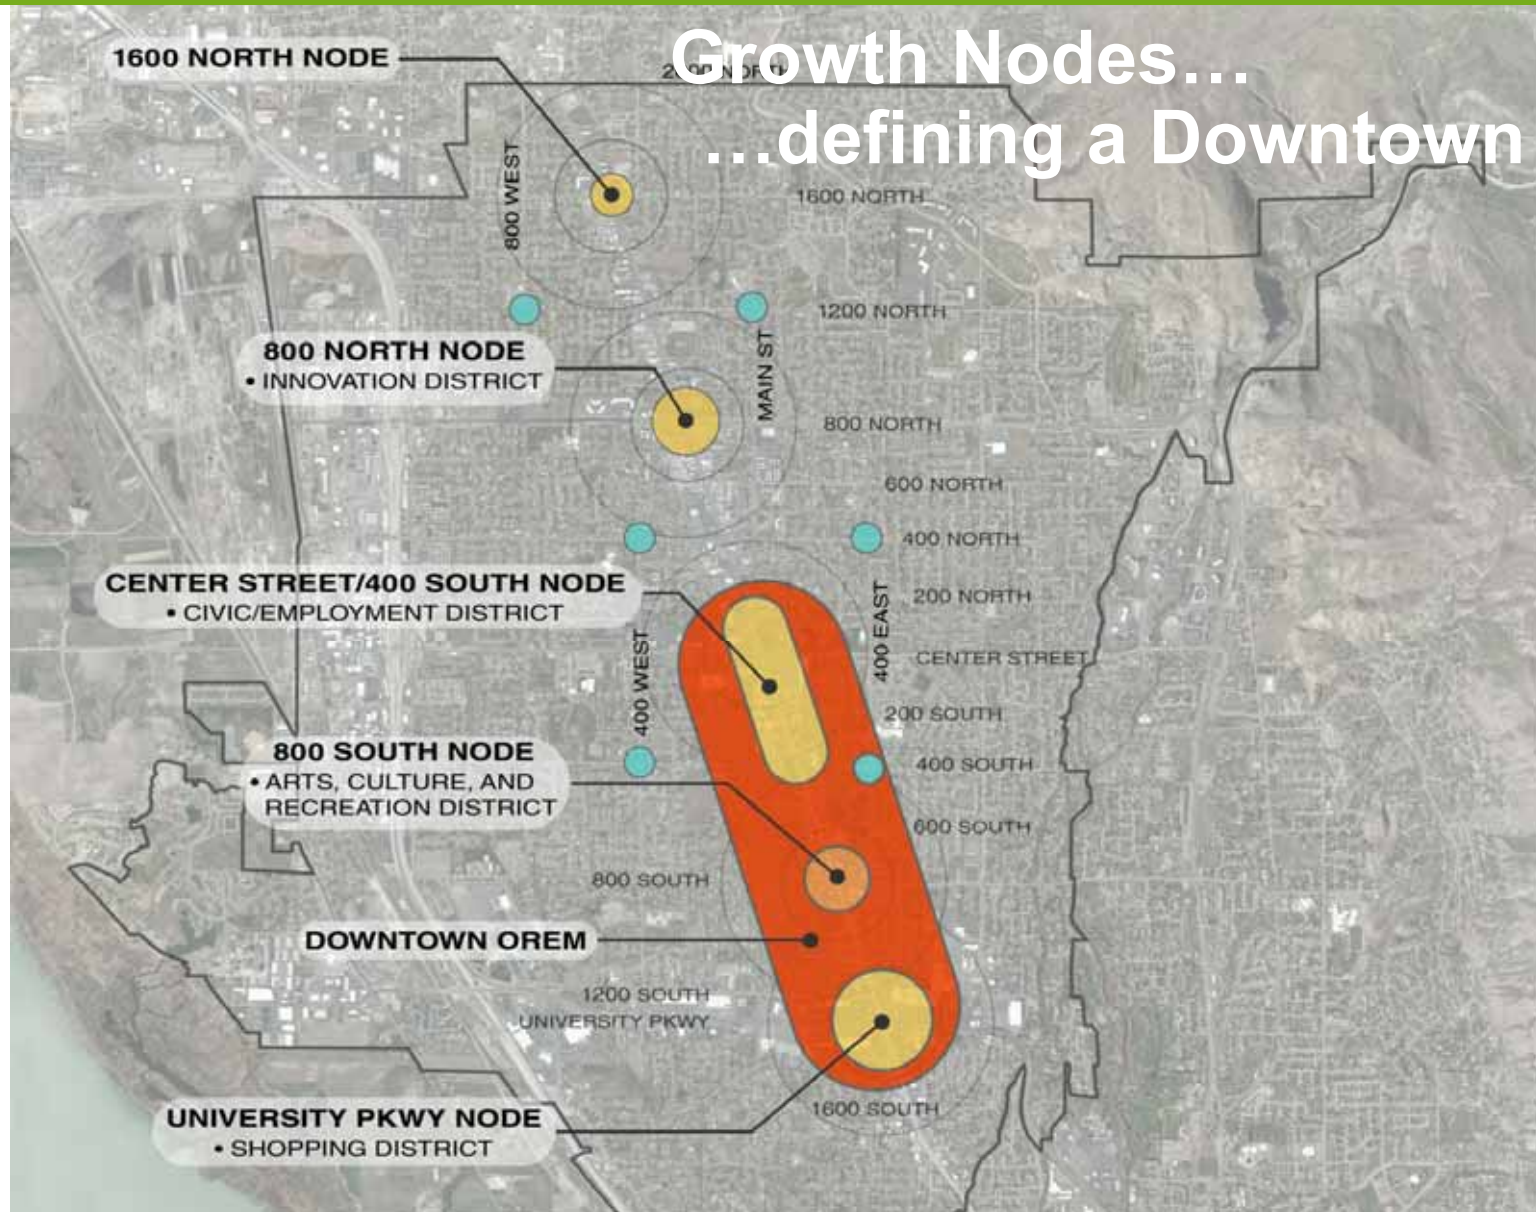 Growth Nodes…
…defining a Downtown
1600 NORTH NODE
800 WEST
1600 NORTH
1200 NORTH
800 NORTH NODE
• INNOVATION DISTRICT
MAIN ST
800 NORTH
600 NORTH
400 NORTH
CENTER STREET/400 SOUTH NODE
• CIVIC/EMPLOYMENT DISTRICT
200 NORTH
400 EAST
400 WEST
CENTER STREET
200 SOUTH
800 SOUTH NODE
• ARTS, CULTURE, AND
RECREATION DISTRICT
400 SOUTH
600 SOUTH
800 SOUTH
DOWNTOWN OREM
1200 SOUTH
UNIVERSITY PKWY
UNIVERSITY PKWY NODE
• SHOPPING DISTRICT
1600 SOUTH